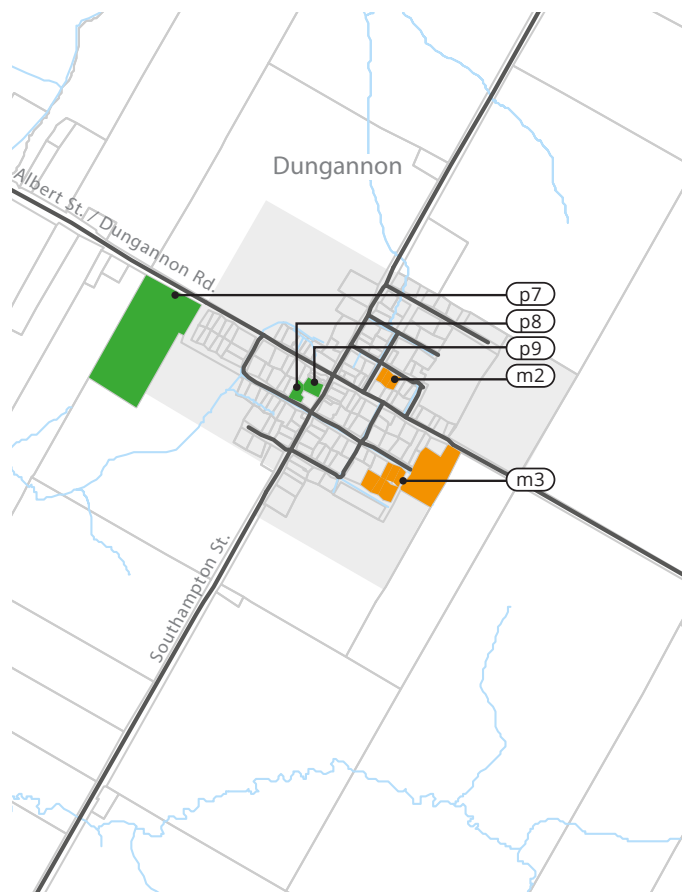 Dungannon
Albert St. / Dungannon Rd.
p7
p8
p9
m2
m3
Southampton St.